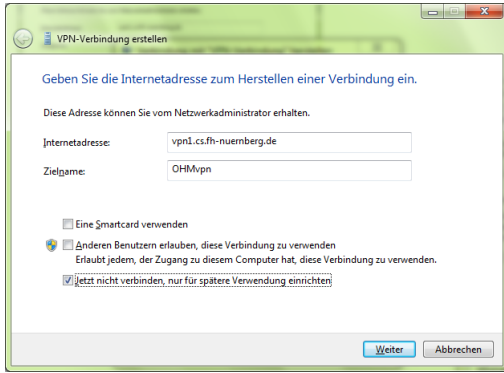 VPN-Verbindung erstellen
Geben Sie die Internetadresse zum Herstellen einer Verbindung ein.
Diese Adresse können Sie vom Netzwerkadministrator erhalten.
Internetadresse: vpn1.cs.fh-nuernberg.de
Zielname: OHMvpn
Eine Smartcard verwenden
Anderen Benutzern erlauben, diese Verbindung zu verwenden
Erlaubt jedem, der Zugang zu diesem Computer hat, diese Verbindung zu verwenden.
Jetzt nicht verbinden, nur für spätere Verwendung einrichten
Weiter Abbrechen